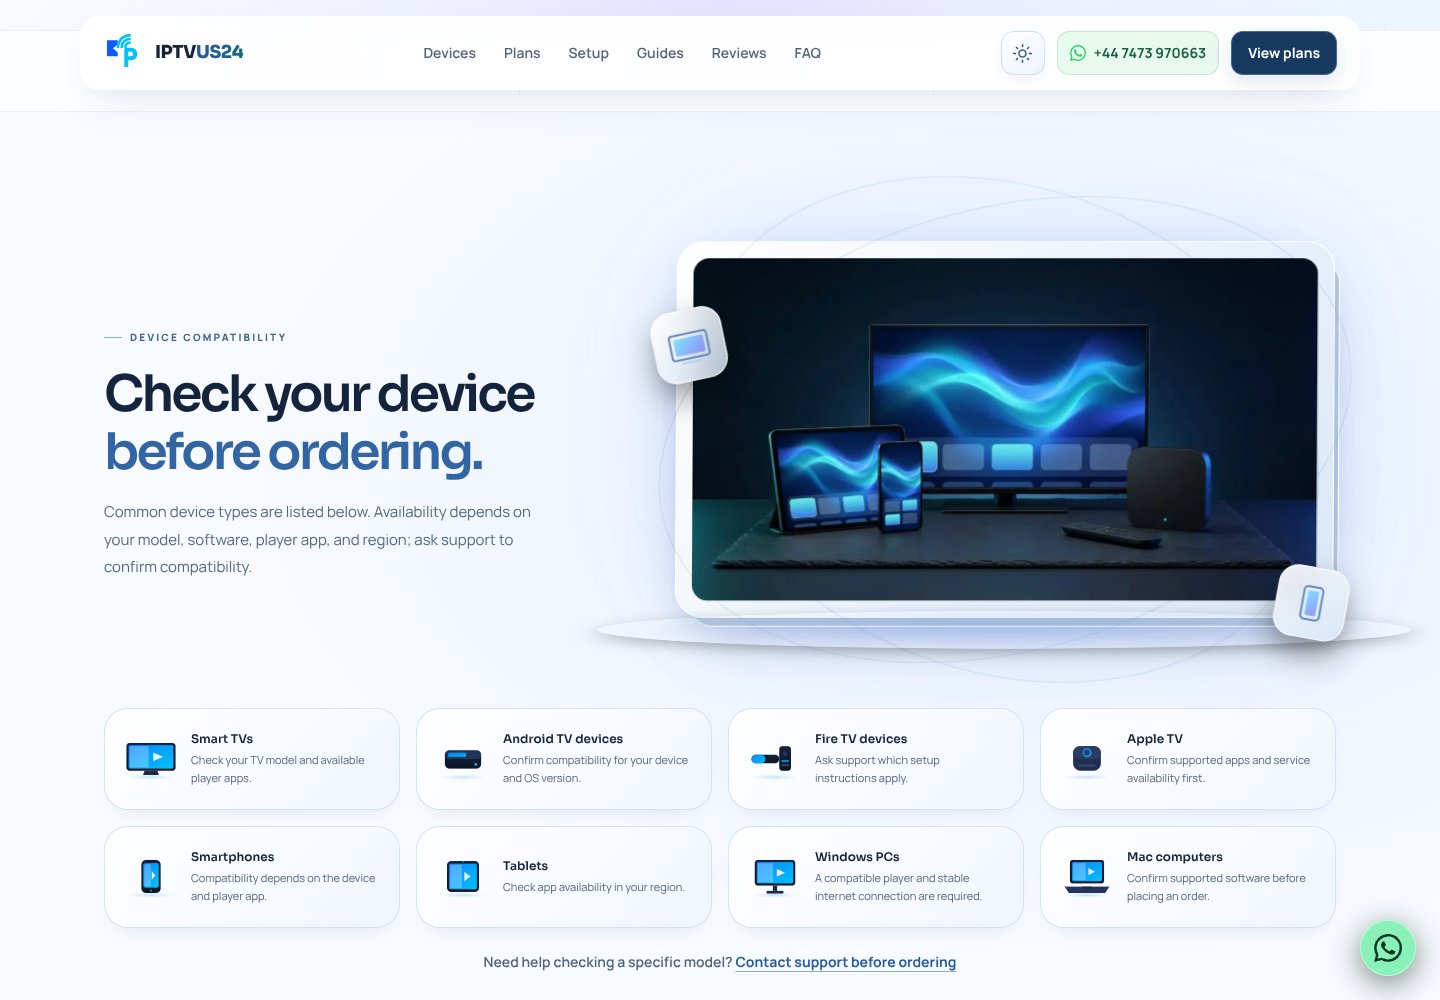 IPTVUS24
Devices
Plans
Setup
Guides
Reviews
FAQ
+44 7473 970663
View plans
DEVICE COMPATIBILITY
Check your device
before ordering.
Common device types are listed below. Availability depends on
your model, software, player app, and region; ask support to
confirm compatibility.
Smart TVs
Check your TV model and available
player apps.
Android TV devices
Confirm compatibility for your device
and OS version.
Fire TV devices
Ask support which setup
instructions apply.
Apple TV
Confirm supported apps and service
availability first.
Smartphones
Compatibility depends on the device
and player app.
Tablets
Check app availability in your region.
Windows PCs
A compatible player and stable
internet connection are required.
Mac computers
Confirm supported software before
placing an order.
Need help checking a specific model? Contact support before ordering